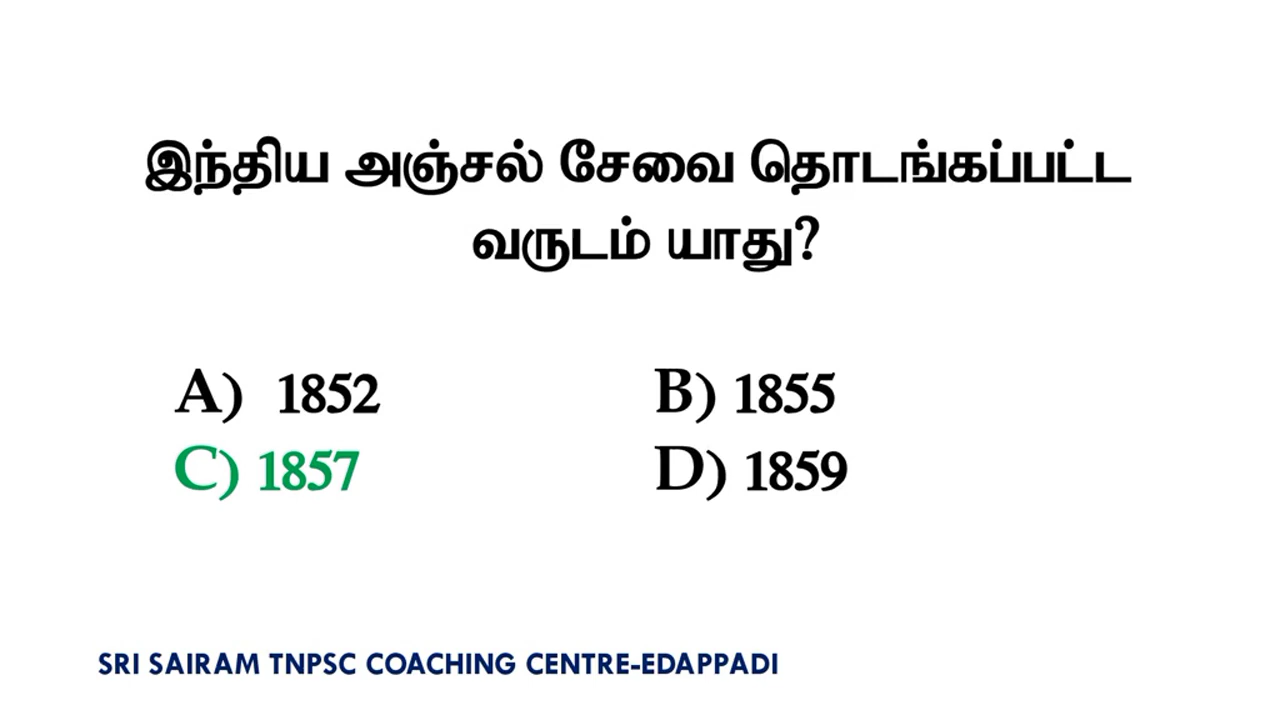 இந்திய அஞ்சல் சேவை தொடங்கப்பட்ட
வருடம் யாது?
A) 1852 B) 1855
C) 1857 D) 1859
SRI SAIRAM TNPSC COACHING CENTRE-EDAPPADI